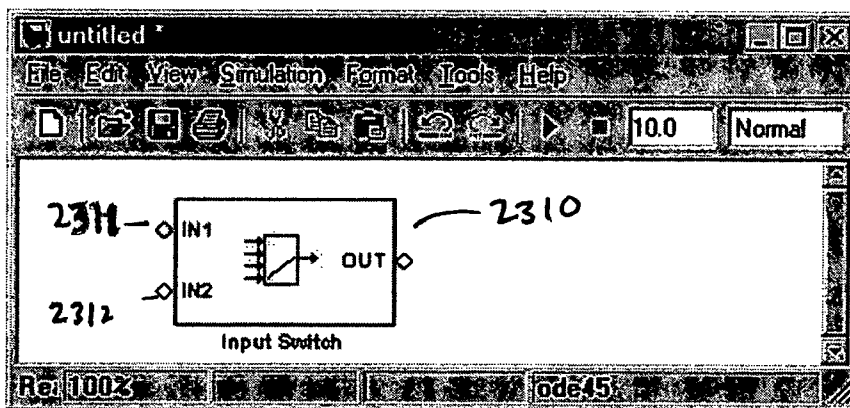 untitled *
File Edit View Simulation Format Tools Help
10.0 Normal
2311 IN1 2310
OUT
2312 IN2
Input Switch
100% ode45